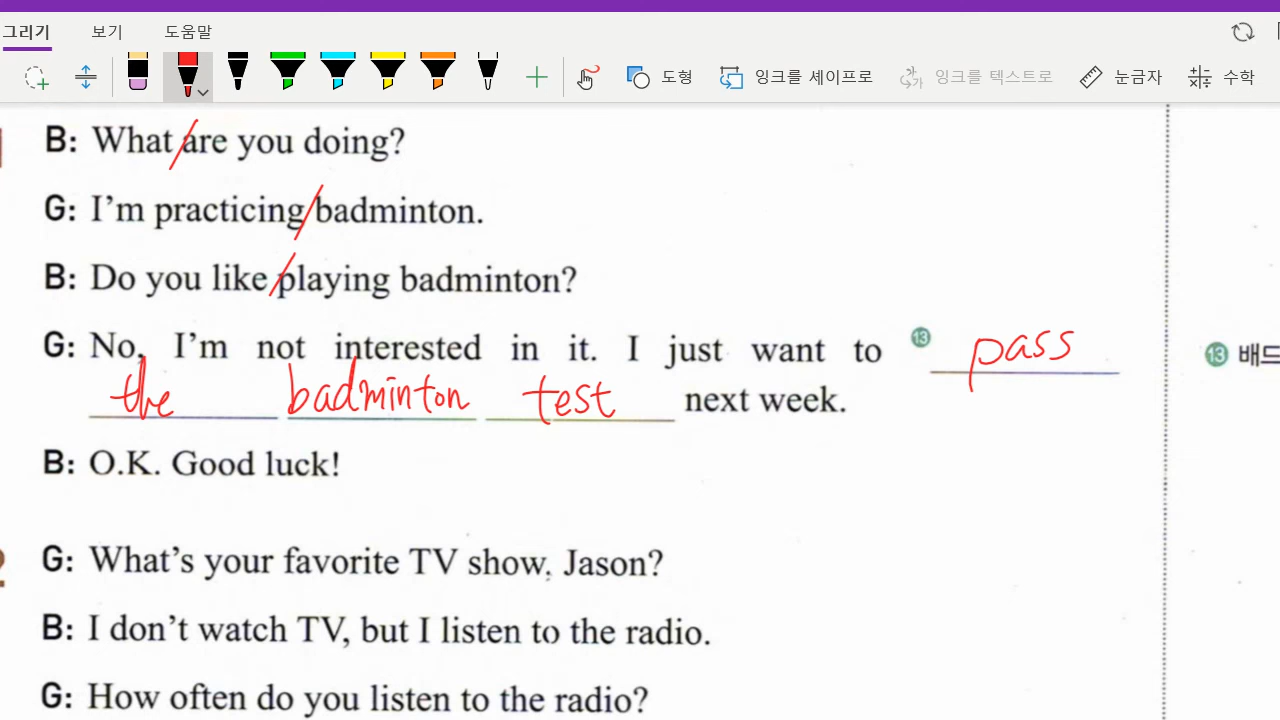 그리기 보기 도움말
도형 잉크를 셰이프로 잉크를 텍스트로 눈금자 수학
B: What are you doing?
G: I'm practicing badminton.
B: Do you like playing badminton?
G: No, I'm not interested in it. I just want to 13 pass
the badminton test next week.
13 배드
B: O.K. Good luck!
2
G: What's your favorite TV show, Jason?
B: I don't watch TV, but I listen to the radio.
G: How often do you listen to the radio?